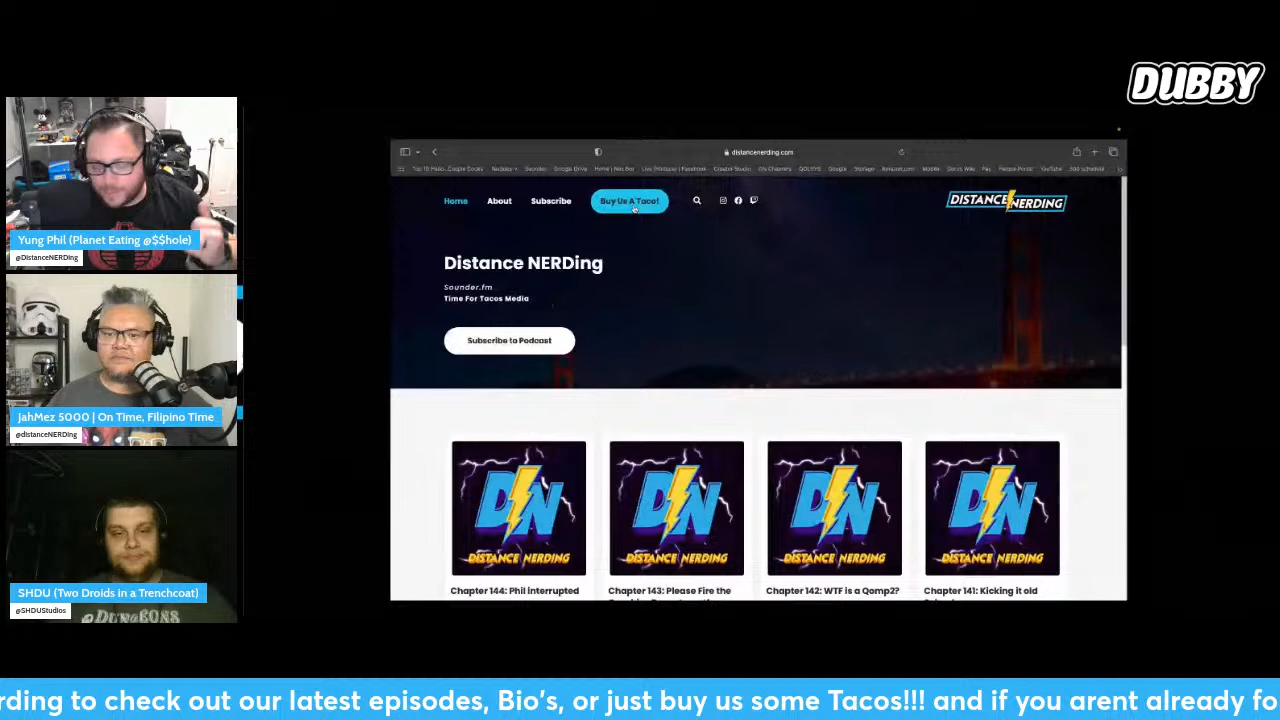 DUBBY
distancenerding.com
Home About Subscribe Buy Us A Taco!
DISTANCE NERDING
Distance NERDing
Sounder.fm
Time For Tacos Media
Subscribe to Podcast
DN
DISTANCE NERDING
DN
DISTANCE NERDING
DN
DISTANCE NERDING
DN
DISTANCE NERDING
Chapter 144: Phil interrupted
Chapter 143: Please Fire the
Chapter 142: WTF is a Qomp2?
Chapter 141: Kicking it old
Yung Phil (Planet Eating @$$hole)
@DistanceNERDing
JahMez 5000 | On Time, Filipino Time
@distanceNERDing
SHDU (Two Droids in a Trenchcoat)
@SHDUStudios
DUNGEONS
rding to check out our latest episodes, Bio's, or just buy us some Tacos!!! and if you arent already fo